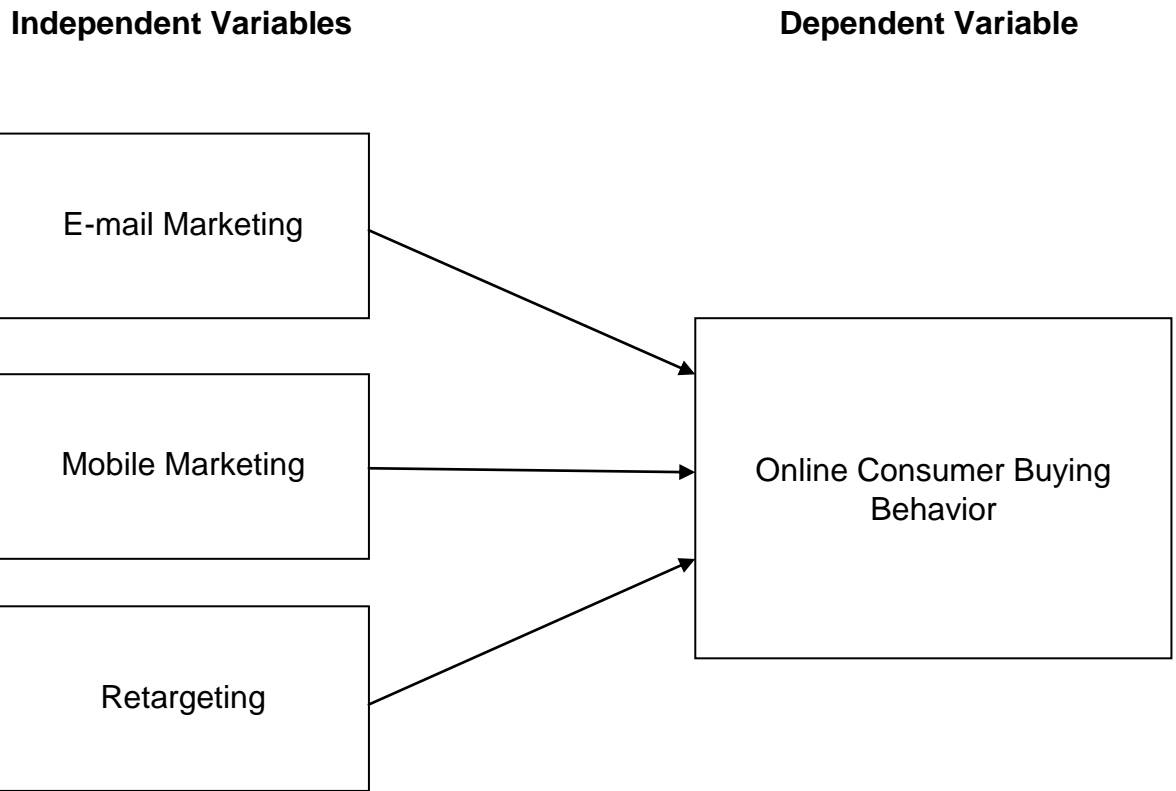 Independent Variables
Dependent Variable
E-mail Marketing
Mobile Marketing
Online Consumer Buying
Behavior
Retargeting